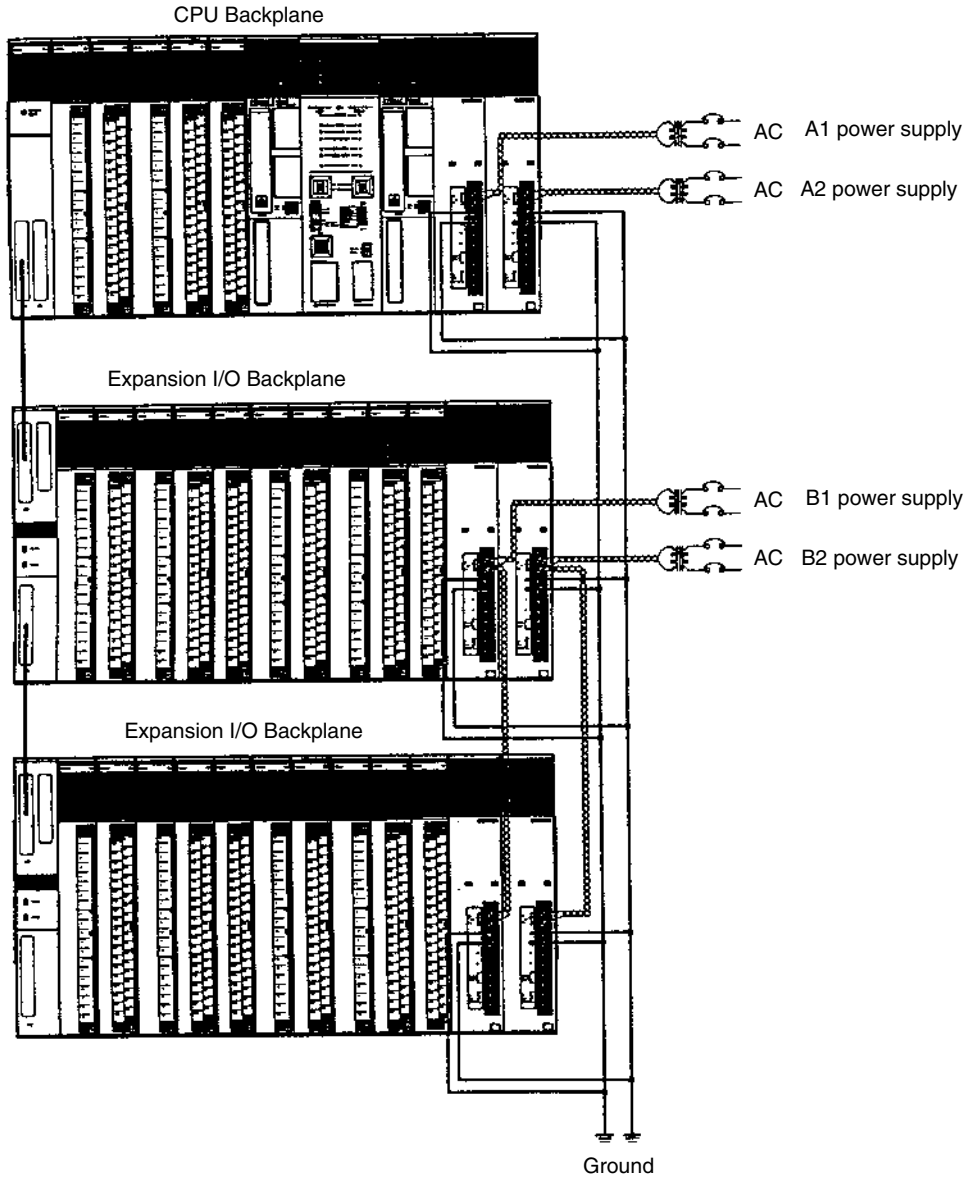 CPU Backplane
AC A1 power supply
AC A2 power supply
Expansion I/O Backplane
AC B1 power supply
AC B2 power supply
Expansion I/O Backplane
Ground